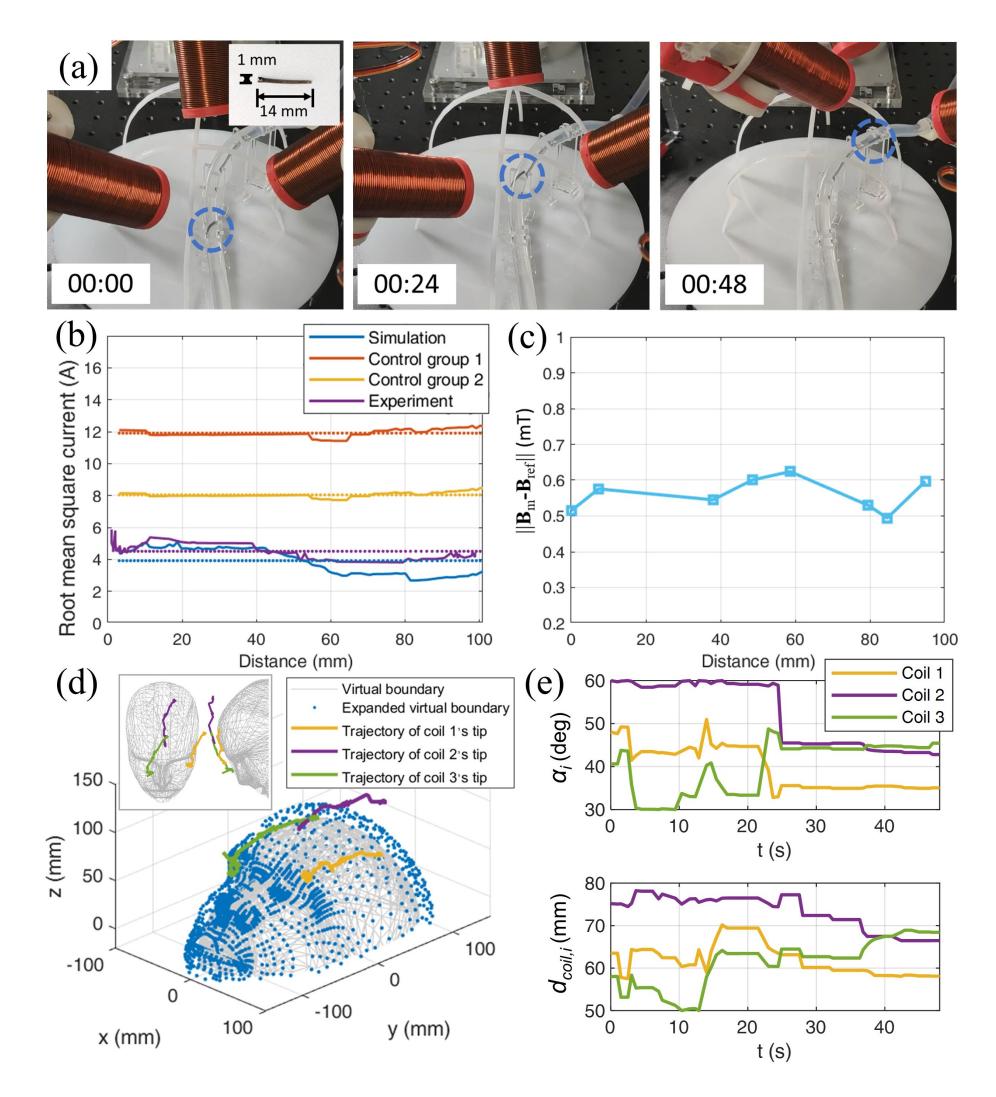 (a)
1 mm
14 mm
00:00
00:24
00:48
(b)
Root mean square current (A)
16
14
12
10
8
6
4
2
0
0 20 40 60 80 100
Distance (mm)
Simulation
Control group 1
Control group 2
Experiment
(c)
||Bm-Bref|| (mT)
1
0.9
0.8
0.7
0.6
0.5
0.4
0.3
0.2
0 20 40 60 80 100
Distance (mm)
(d)
Virtual boundary
Expanded virtual boundary
Trajectory of coil 1's tip
Trajectory of coil 2's tip
Trajectory of coil 3's tip
z (mm)
150
100
50
0
-100
0
100
x (mm)
-100
0
100
y (mm)
(e)
Coil 1
Coil 2
Coil 3
αi (deg)
60
50
40
30
0 10 20 30 40
t (s)
dcoil,i (mm)
80
70
60
50
0 10 20 30 40
t (s)